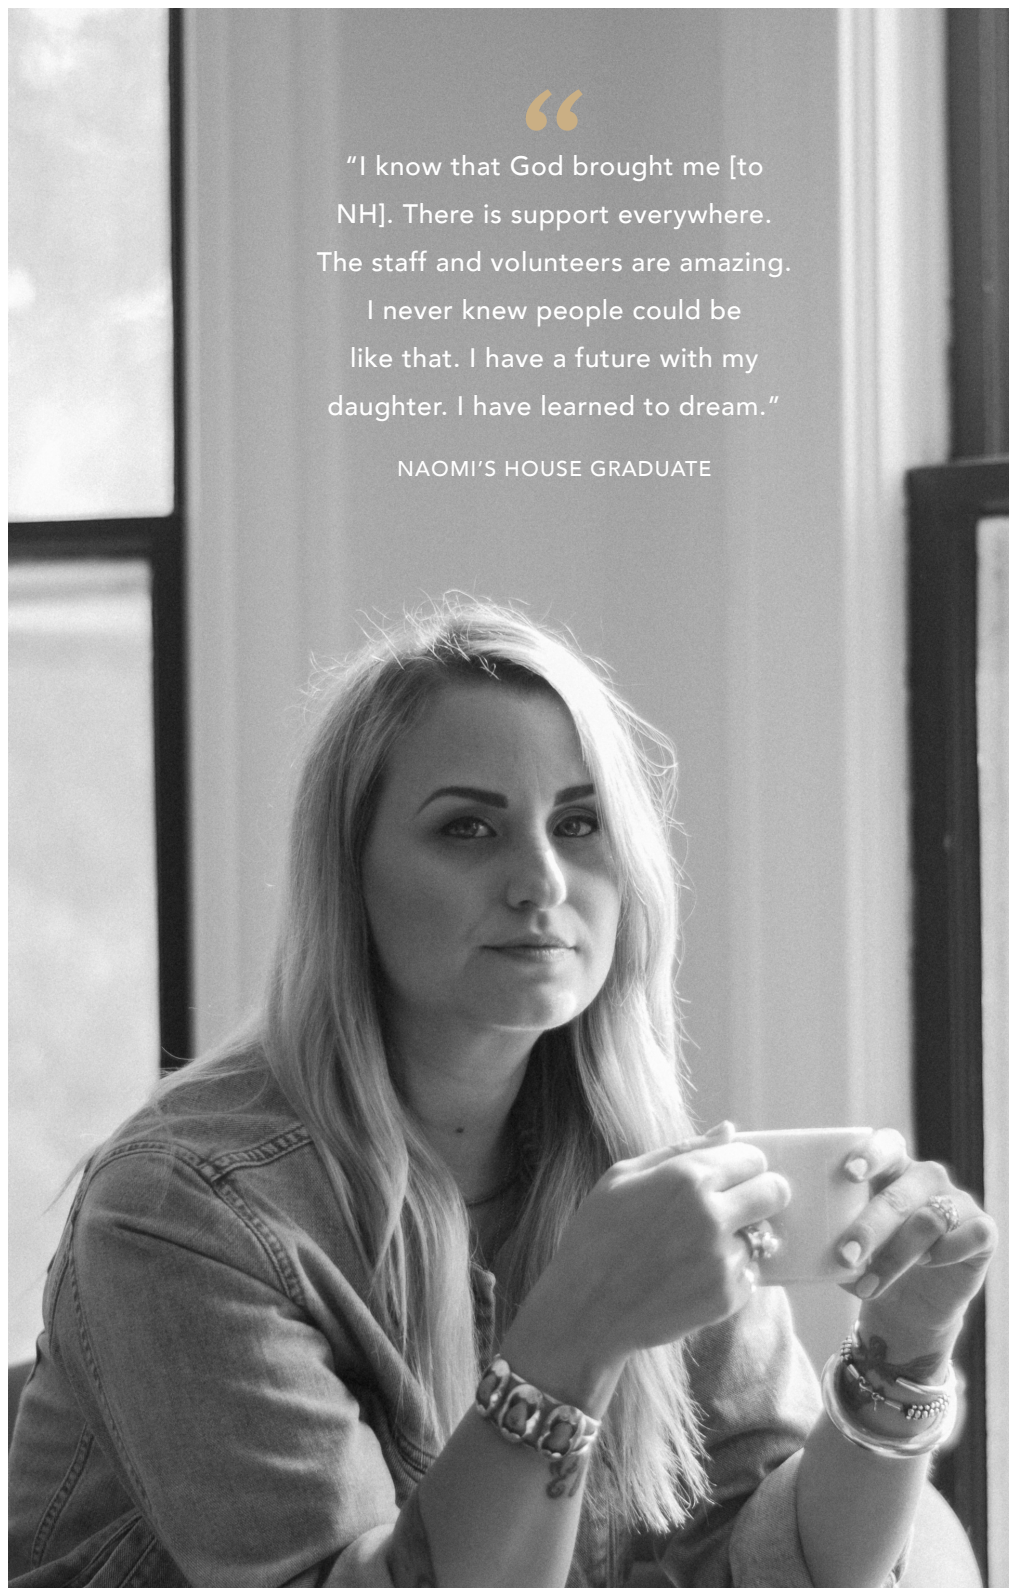 “
“I know that God brought me [to
NH]. There is support everywhere.
The staff and volunteers are amazing.
I never knew people could be
like that. I have a future with my
daughter. I have learned to dream.”
NAOMI’S HOUSE GRADUATE